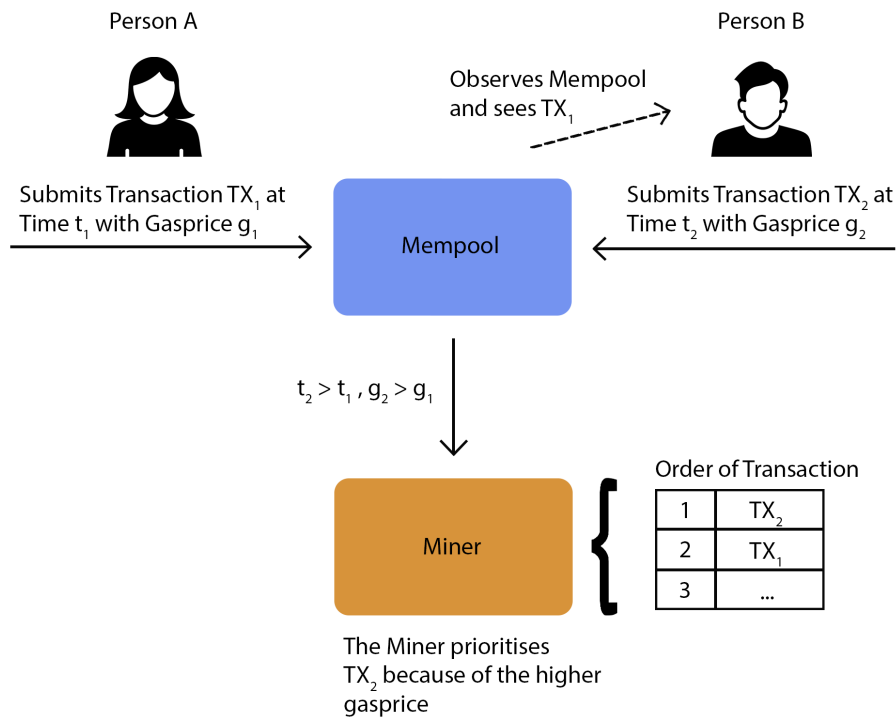 Person A
Person B
Observes Mempool
and sees TX₁
Submits Transaction TX₁ at
Time t₁ with Gasprice g₁
Submits Transaction TX₂ at
Time t₂ with Gasprice g₂
Mempool
t₂ > t₁ , g₂ > g₁
Order of Transaction
1 TX₂
2 TX₁
3 ...
Miner
The Miner prioritises
TX₂ because of the higher
gasprice